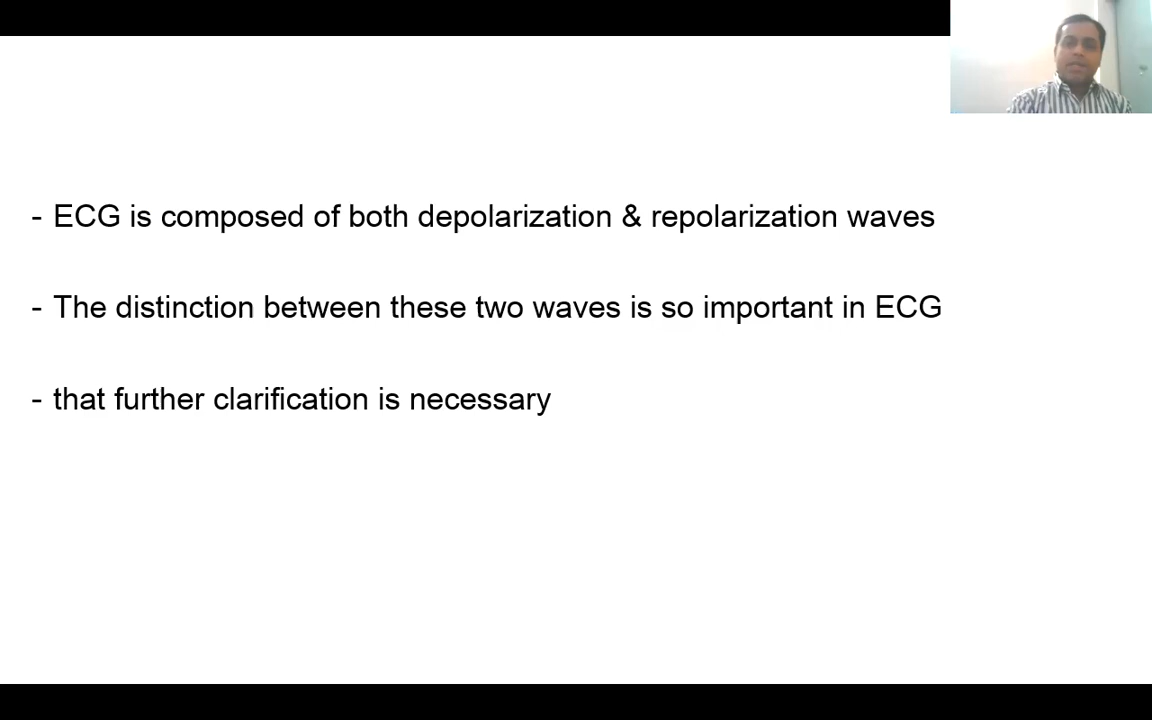 - ECG is composed of both depolarization & repolarization waves
- The distinction between these two waves is so important in ECG
- that further clarification is necessary